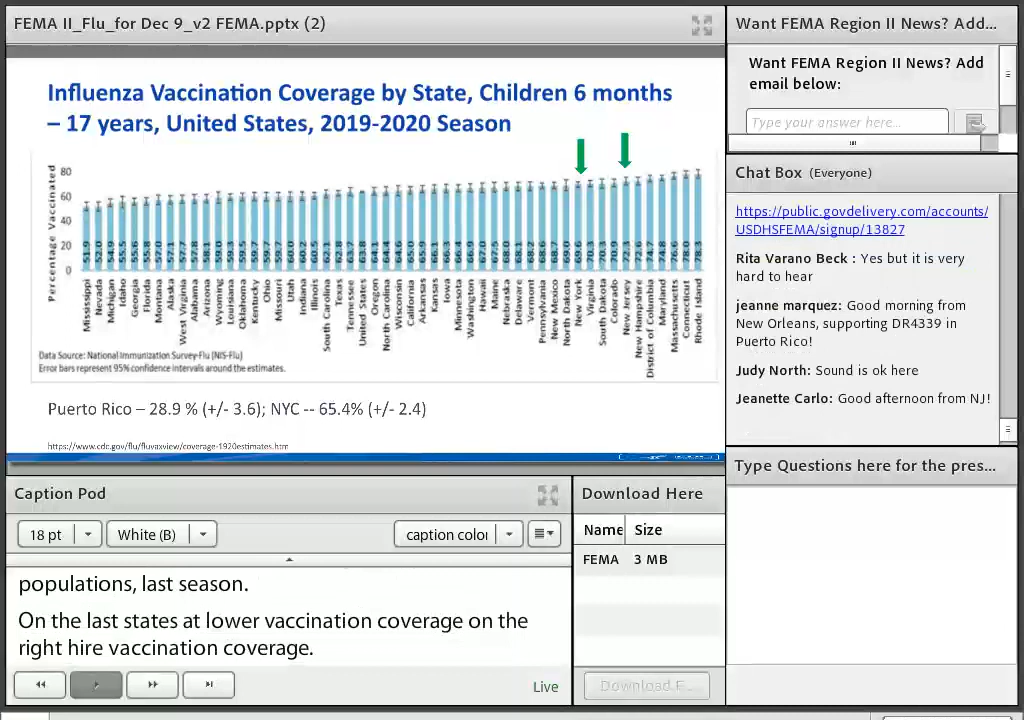 FEMA II_Flu_for Dec 9_v2 FEMA.pptx (2)
Influenza Vaccination Coverage by State, Children 6 months
– 17 years, United States, 2019-2020 Season
Percentage Vaccinated
80
60
40
20
0
51.9 52.0 54.9 55.5 55.6 55.8 57.0 57.1 57.7 57.8 58.1 59.0 59.3 59.5 59.7 59.7 59.7 60.0 60.2 60.5 62.1 62.8 63.7 63.8 64.1 64.4 64.6 65.0 65.9 66.1 66.3 66.4 66.9 67.0 67.5 68.0 68.1 68.2 68.6 68.7 69.0 69.6 70.3 70.3 70.9 72.3 72.6 74.7 74.8 76.6 78.0 78.3
Mississippi Nevada Michigan Idaho Georgia Florida Montana Alaska West Virginia Alabama Arizona Wyoming Louisiana Oklahoma Kentucky Ohio Missouri Utah Indiana Illinois South Carolina Texas Tennessee United States Oregon North Carolina Wisconsin California Arkansas Kansas Iowa Minnesota Washington Hawaii Maine Nebraska Delaware Vermont Pennsylvania New Mexico North Dakota New York Virginia South Dakota Colorado New Jersey New Hampshire District of Columbia Maryland Massachusetts Connecticut Rhode Island
Data Source: National Immunization Survey-Flu (NIS-Flu)
Error bars represent 95% confidence intervals around the estimates.
Puerto Rico – 28.9 % (+/- 3.6); NYC -- 65.4% (+/- 2.4)
https://www.cdc.gov/flu/fluvaxview/coverage-1920estimates.htm
Caption Pod
18 pt
White (B)
caption color
populations, last season.
On the last states at lower vaccination coverage on the
right hire vaccination coverage.
Live
Download Here
Name Size
FEMA 3 MB
Download F...
Want FEMA Region II News? Add...
Want FEMA Region II News? Add
email below:
Type your answer here...
Chat Box (Everyone)
https://public.govdelivery.com/accounts/
USDHSFEMA/signup/13827
Rita Varano Beck : Yes but it is very
hard to hear
jeanne marquez: Good morning from
New Orleans, supporting DR4339 in
Puerto Rico!
Judy North: Sound is ok here
Jeanette Carlo: Good afternoon from NJ!
Type Questions here for the pres...